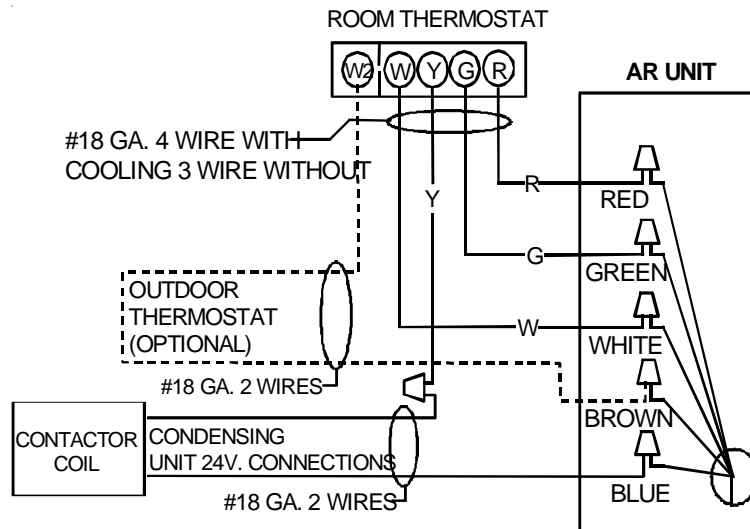 ROOM THERMOSTAT
W2 W Y G R
AR UNIT
#18 GA. 4 WIRE WITH
COOLING 3 WIRE WITHOUT
R
RED
Y
G
GREEN
OUTDOOR
THERMOSTAT
(OPTIONAL)
W
WHITE
#18 GA. 2 WIRES
BROWN
CONTACTOR
COIL
CONDENSING
UNIT 24V. CONNECTIONS
BLUE
#18 GA. 2 WIRES